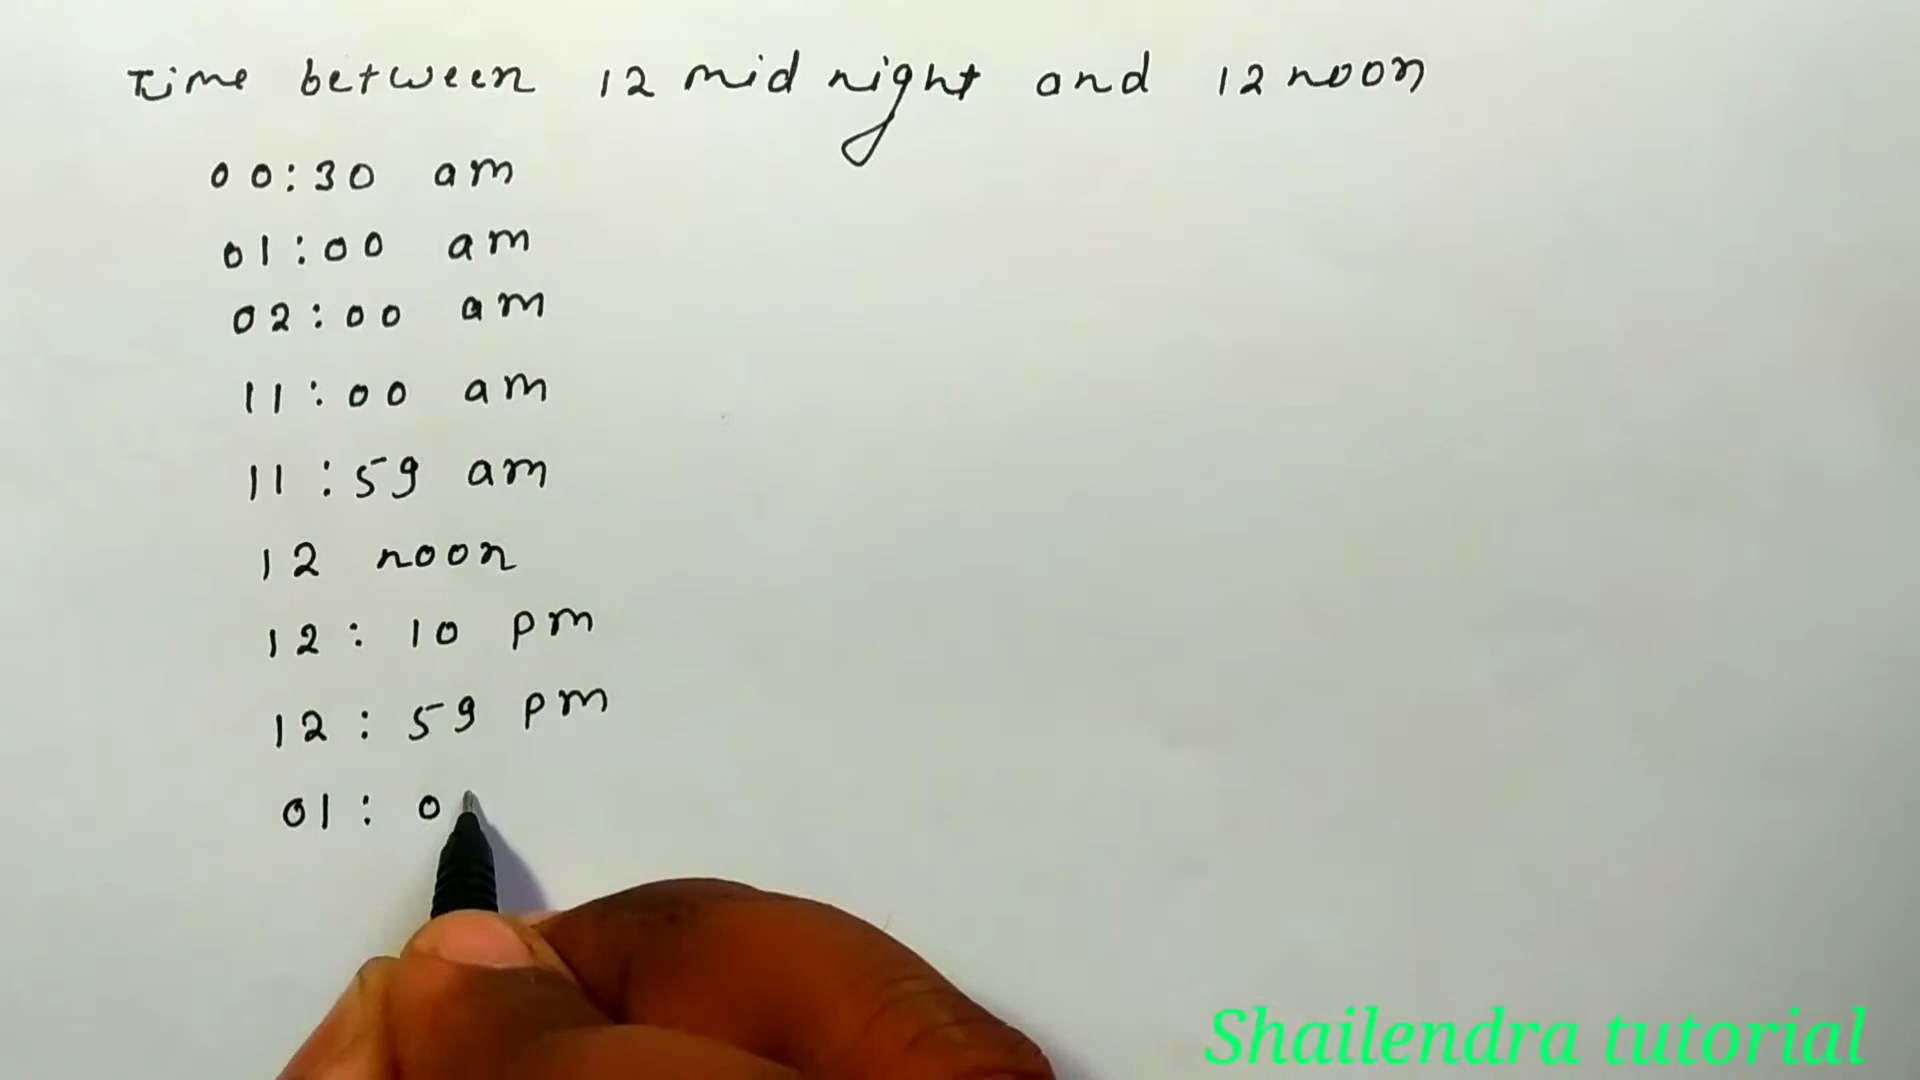 Time between 12 mid night and 12 noon
00:30 am
01:00 am
02:00 am
11:00 am
11:59 am
12 noon
12:10 pm
12:59 pm
01:0
Shailendra tutorial